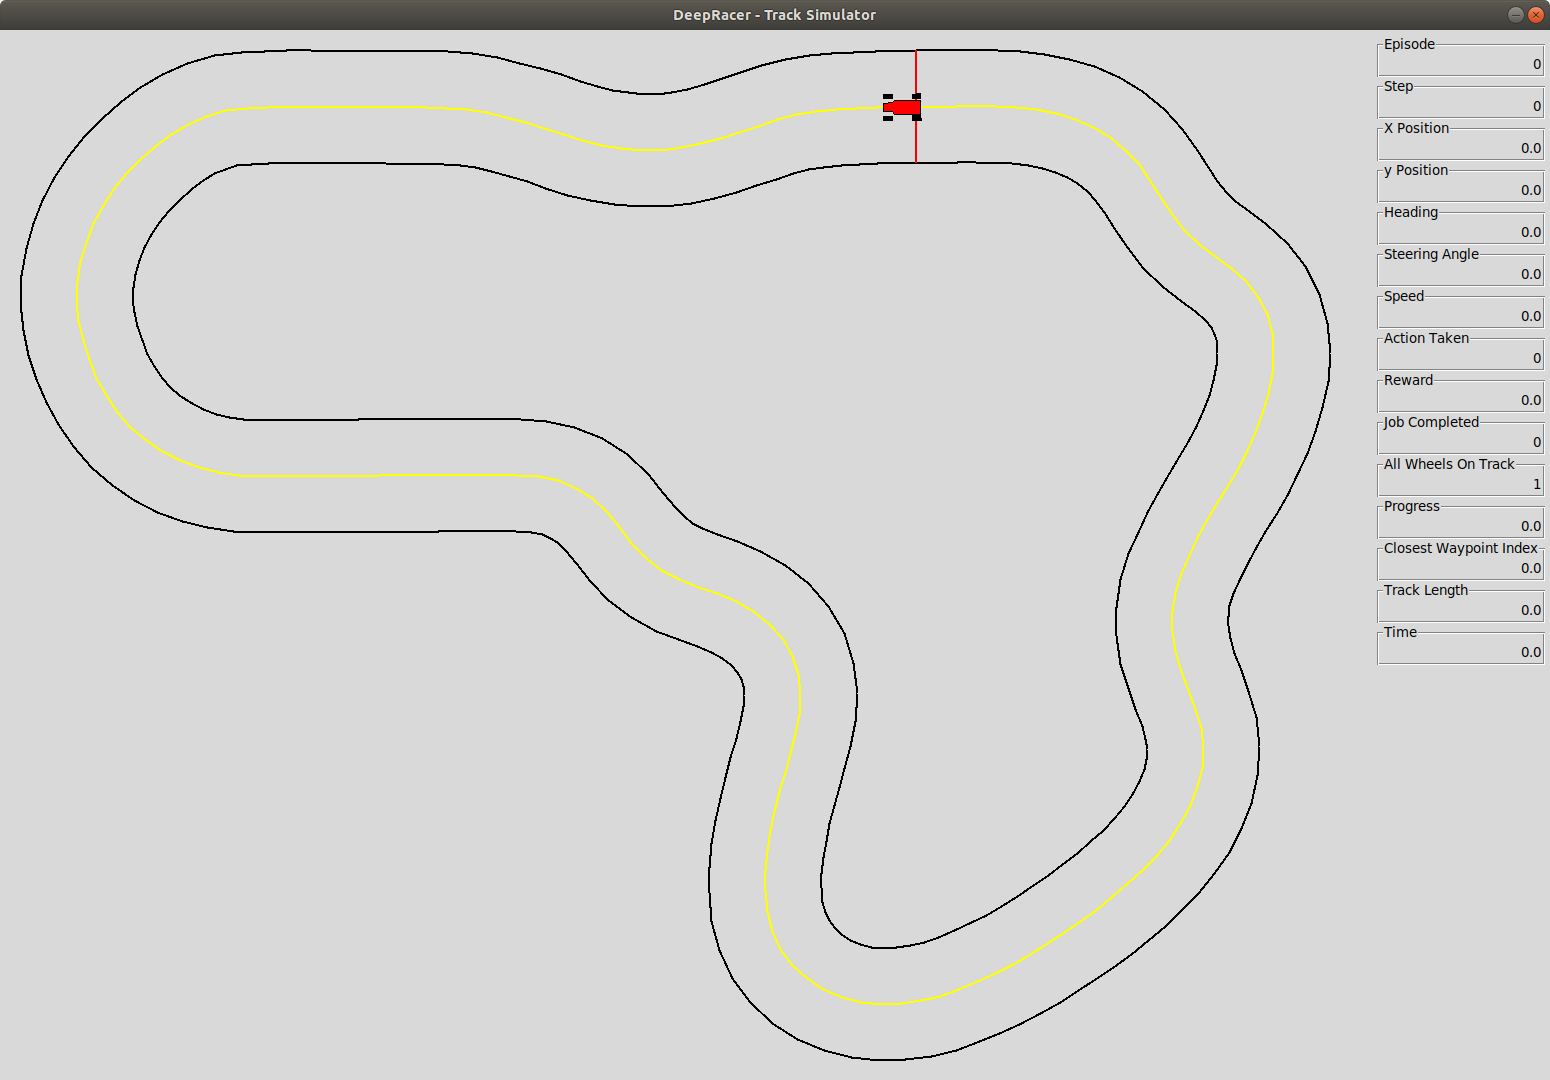 DeepRacer - Track Simulator
Episode
0
Step
0
X Position
0.0
y Position
0.0
Heading
0.0
Steering Angle
0.0
Speed
0.0
Action Taken
0
Reward
0.0
Job Completed
0
All Wheels On Track
1
Progress
0.0
Closest Waypoint Index
0.0
Track Length
0.0
Time
0.0